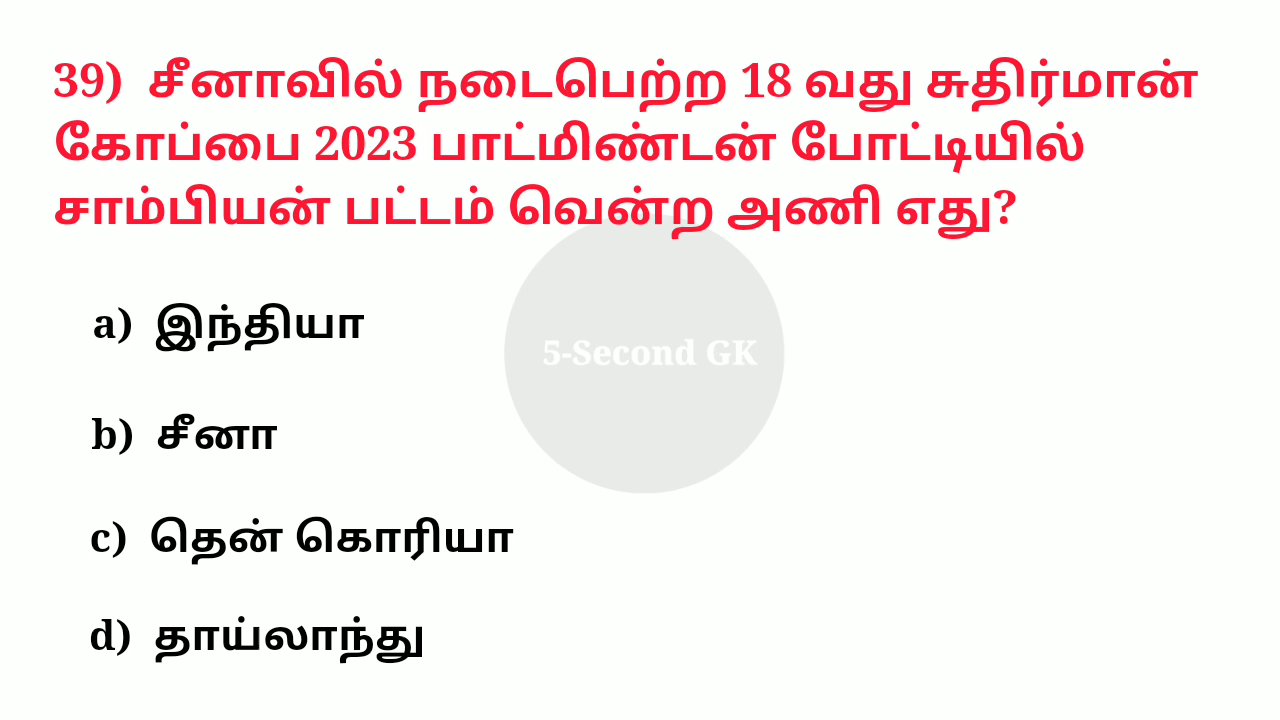 39) சீனாவில் நடைபெற்ற 18 வது சுதிர்மான்
கோப்பை 2023 பாட்மிண்டன் போட்டியில்
சாம்பியன் பட்டம் வென்ற அணி எது?
a) இந்தியா
5-Second GK
b) சீனா
c) தென் கொரியா
d) தாய்லாந்து